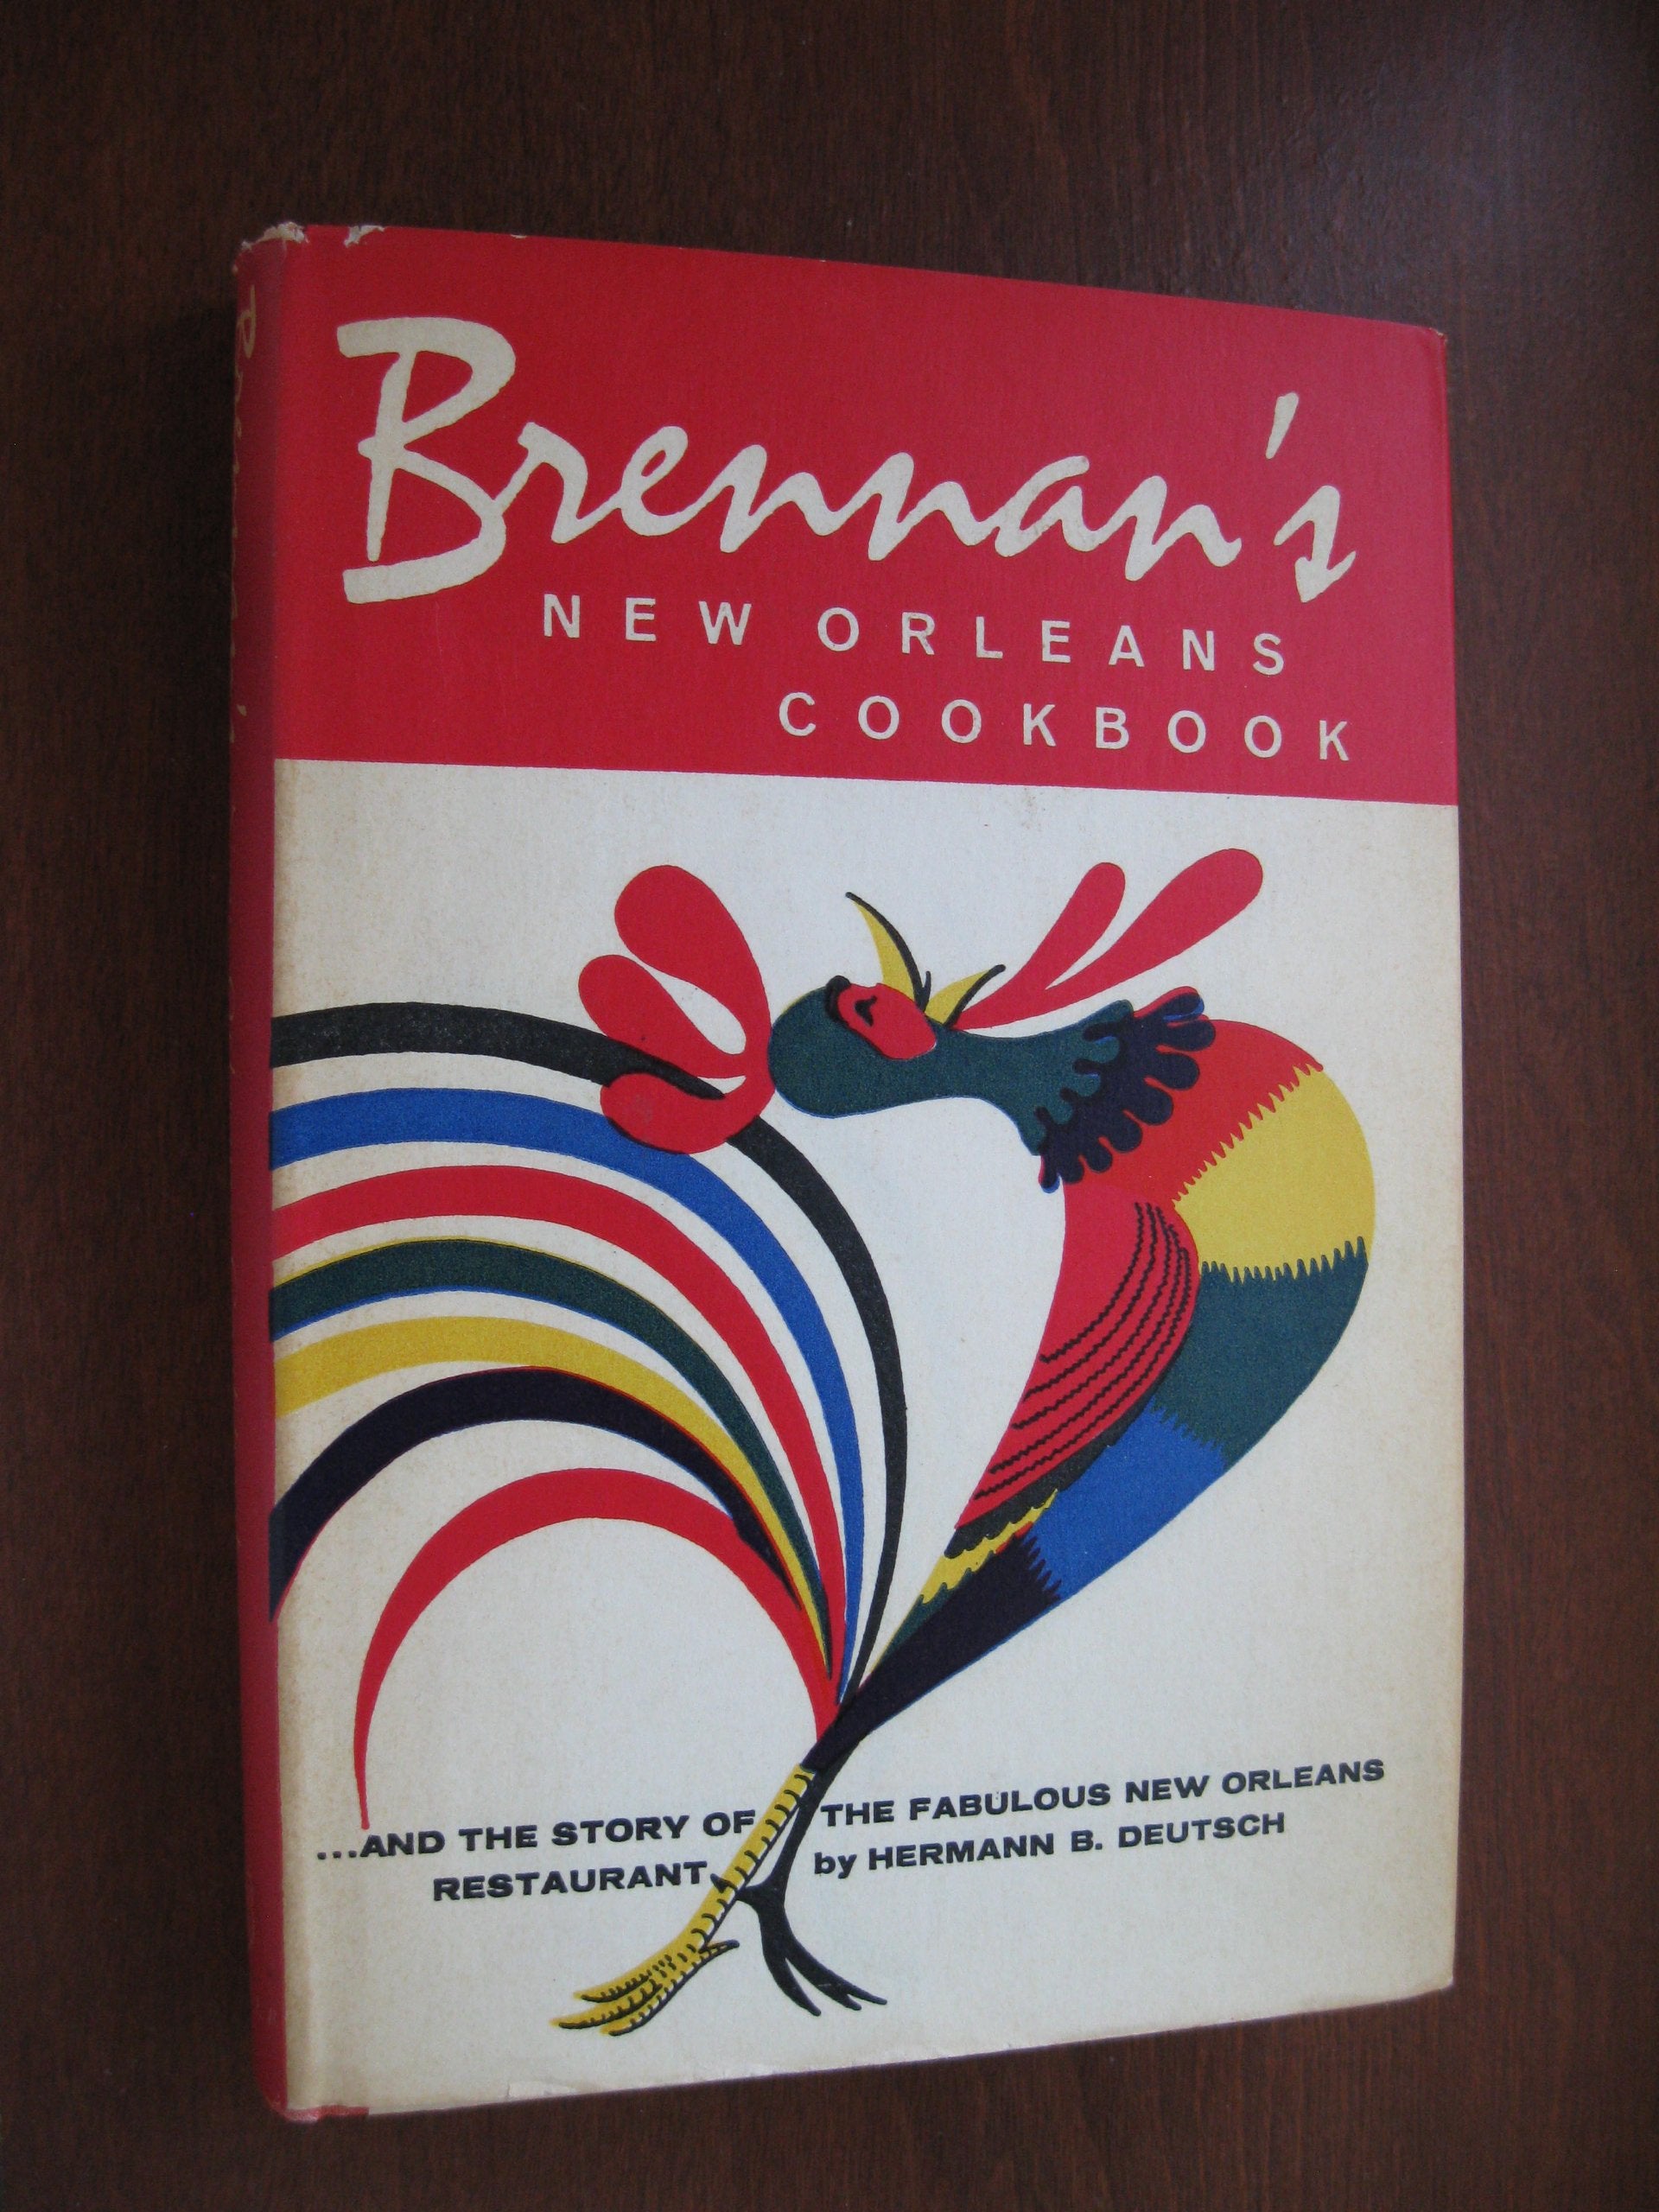 Brennan's
NEW ORLEANS
COOKBOOK
...AND THE STORY OF THE FABULOUS NEW ORLEANS
RESTAURANT by HERMANN B. DEUTSCH